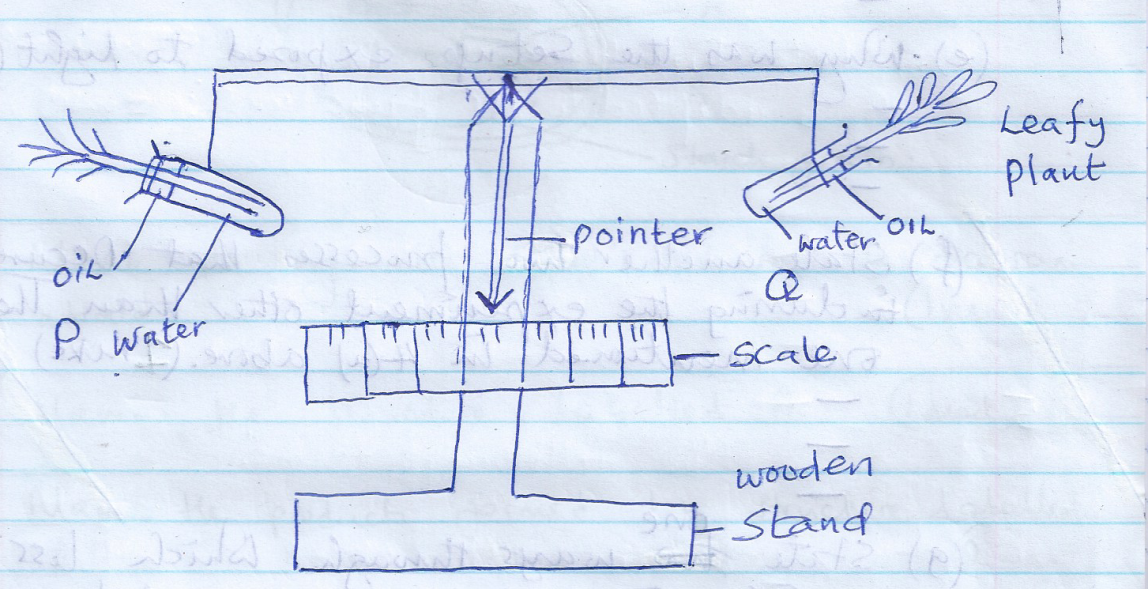 Leafy
plant
pointer
OIL
water
OIL
Q
P
water
scale
wooden
stand